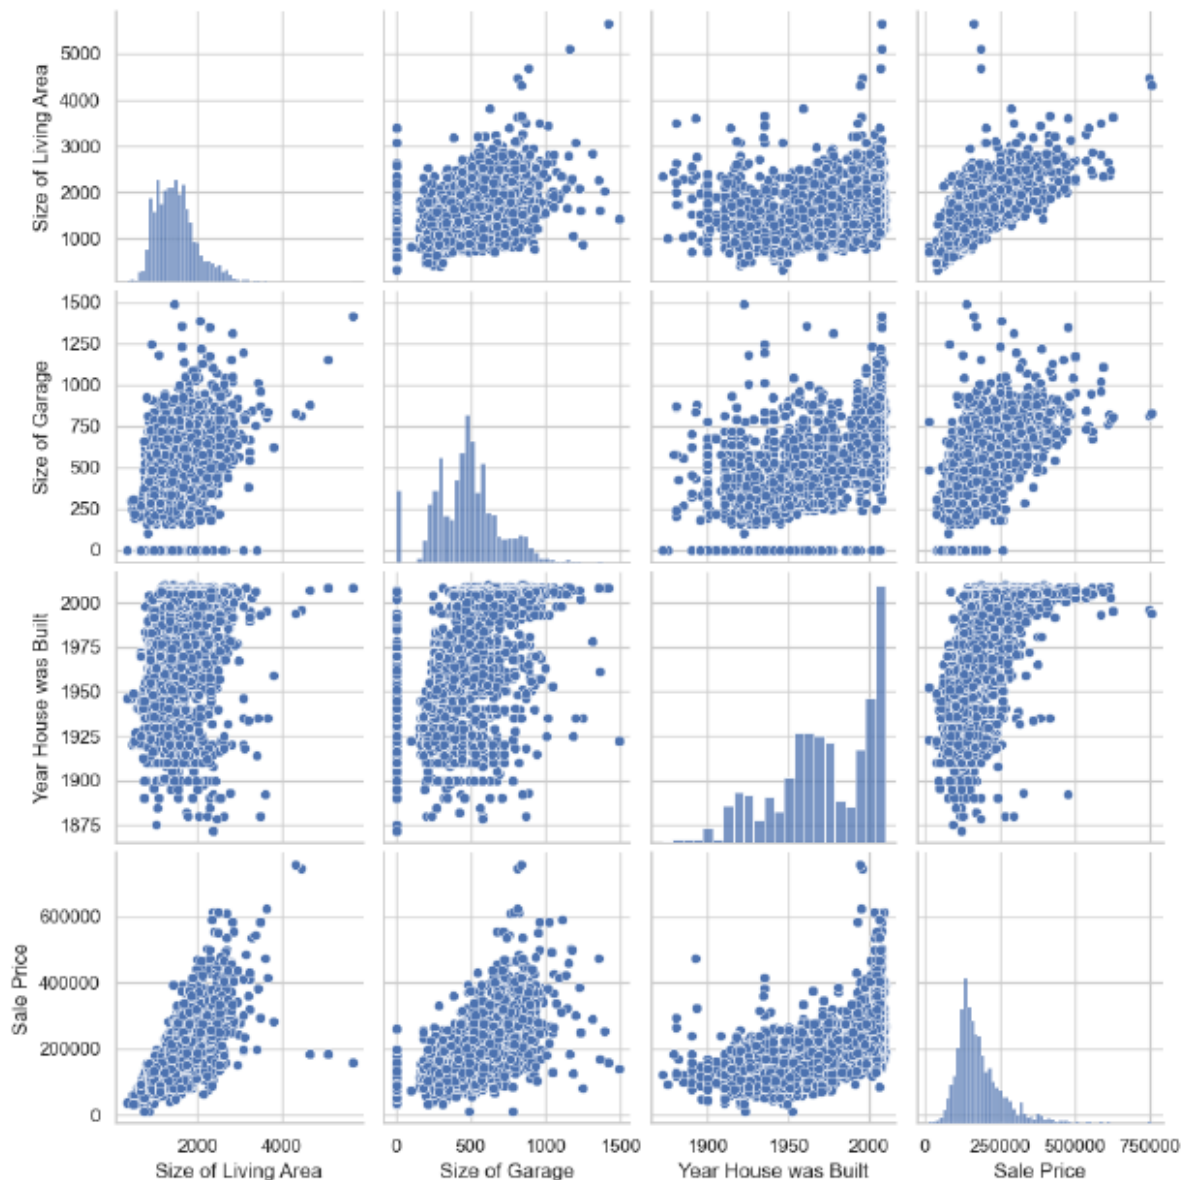 Size of Living Area
5000
4000
3000
2000
1000
Size of Garage
1500
1250
1000
750
500
250
0
Year House was Built
2000
1975
1950
1925
1900
1875
Sale Price
600000
400000
200000
0
2000 4000
0 500 1000 1500
1900 1950 2000
0 250000 500000 750000
Size of Living Area
Size of Garage
Year House was Built
Sale Price